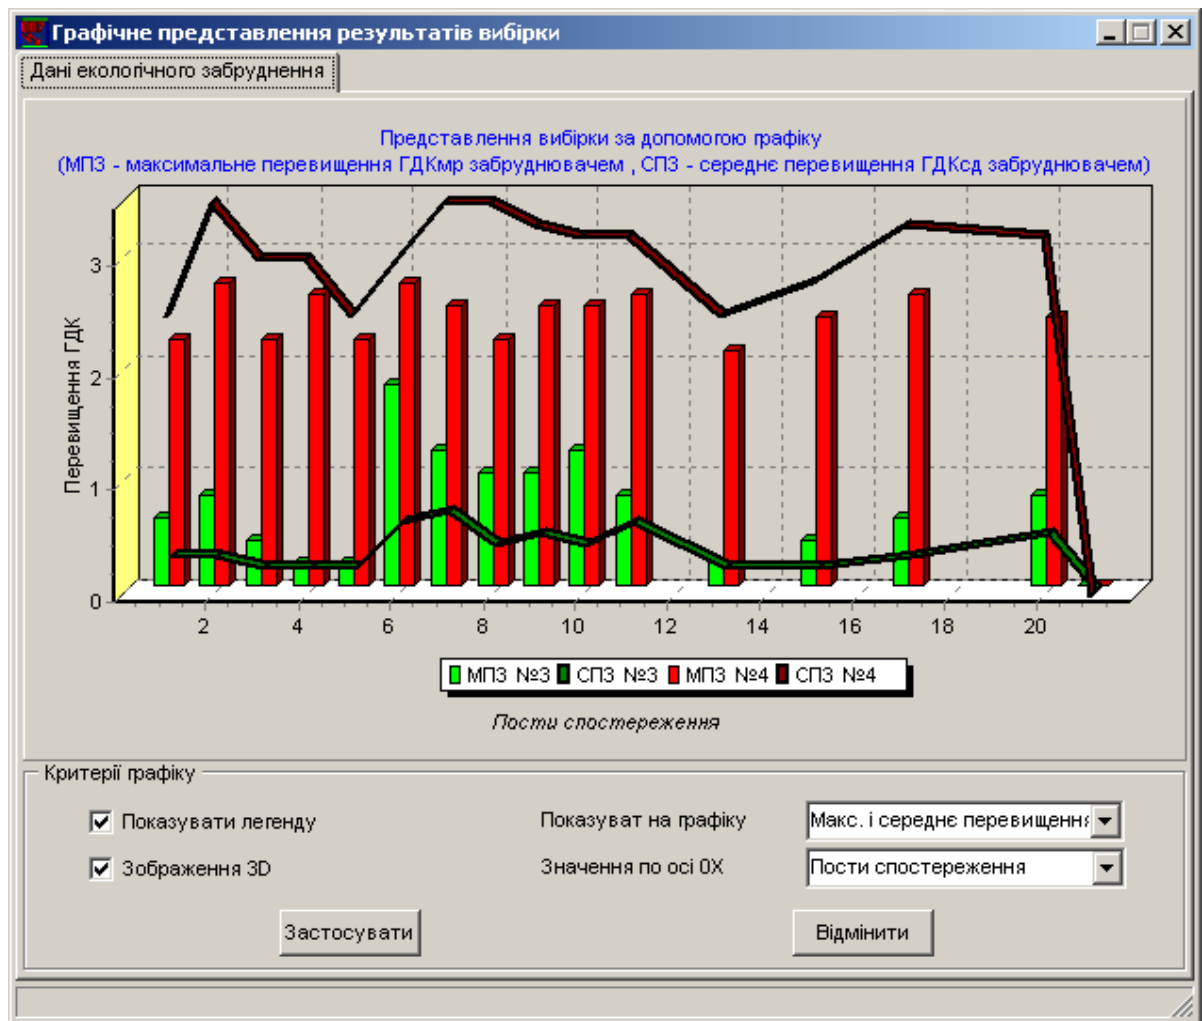 Графічне представлення результатів вибірки
Дані екологічного забруднення
Представлення вибірки за допомогою графіку
(МПЗ - максимальне перевищення ГДКмр забруднювачем , СПЗ - середнє перевищення ГДКсд забруднювачем)
Перевищення ГДК
3
2
1
0
2 4 6 8 10 12 14 16 18 20
МПЗ №3 СПЗ №3 МПЗ №4 СПЗ №4
Пости спостереження
Критерії графіку
Показувати легенду Показуват на графіку Макс. і середнє перевищення
Зображення 3D Значення по осі 0X Пости спостереження
Застосувати Відмінити